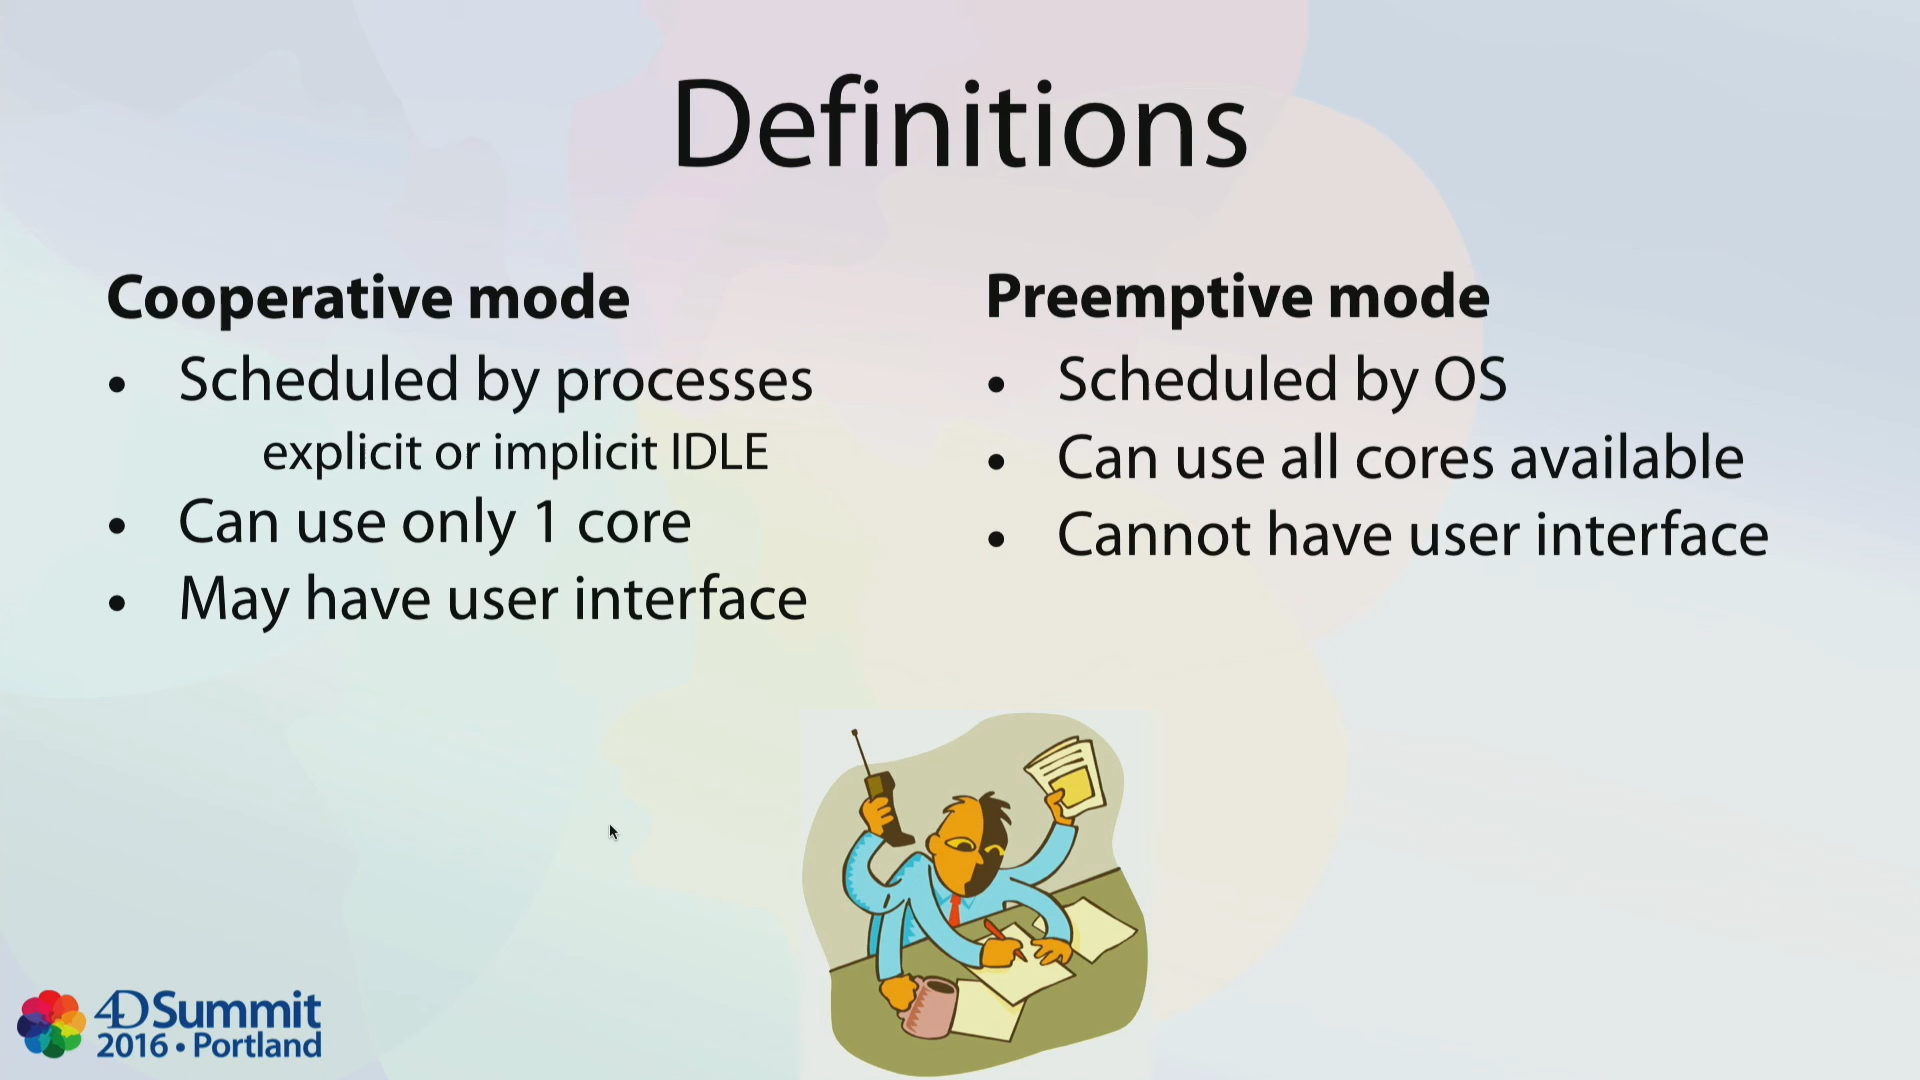 Definitions
Cooperative mode
• Scheduled by processes
explicit or implicit IDLE
• Can use only 1 core
• May have user interface
Preemptive mode
• Scheduled by OS
• Can use all cores available
• Cannot have user interface
4D Summit
2016 • Portland